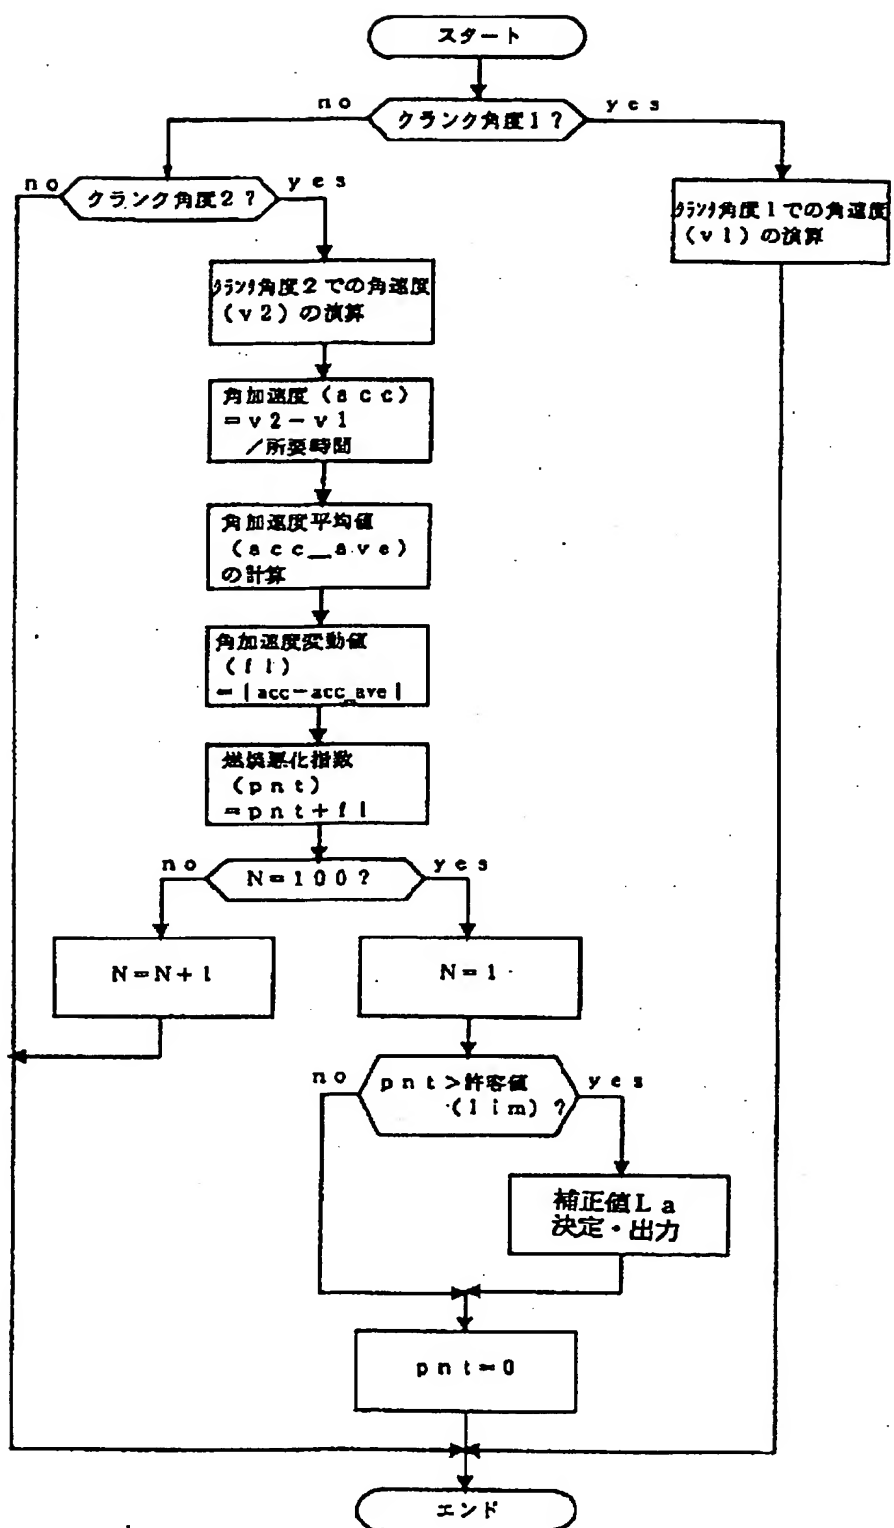 スタート
no
クランク角度1?
yes
no
クランク角度2?
yes
クランク角度1での角速度
(v1)の演算
クランク角度2での角速度
(v2)の演算
角加速度(acc)
=v2-v1
/所要時間
角加速度平均値
(acc_ave)
の計算
角加速度変動値
(fl)
=|acc-acc_ave|
燃焼悪化指数
(pnt)
=pnt+fl
no
N=100?
yes
N=N+1
N=1
no
pnt>許容値
(lim)?
yes
補正値La
決定・出力
pnt=0
エンド